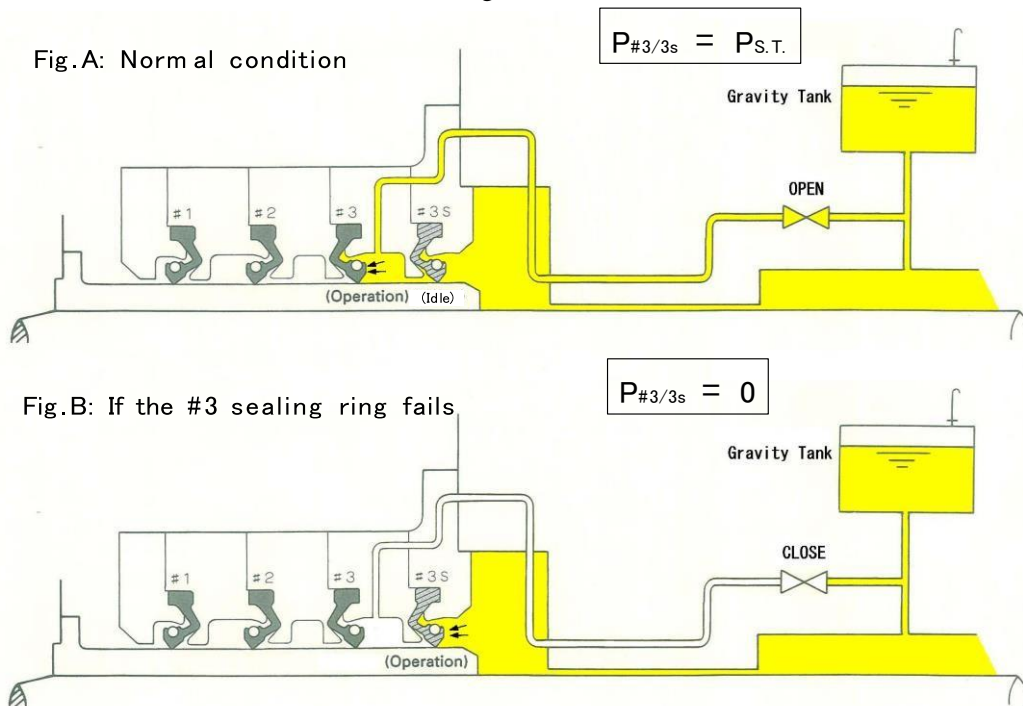 Fig.A: Normal condition
P#3/3s = PS.T.
Gravity Tank
OPEN
#1 #2 #3 #3S
(Operation) (Idle)
Fig.B: If the #3 sealing ring fails
P#3/3s = 0
Gravity Tank
CLOSE
#1 #2 #3 #3S
(Operation)